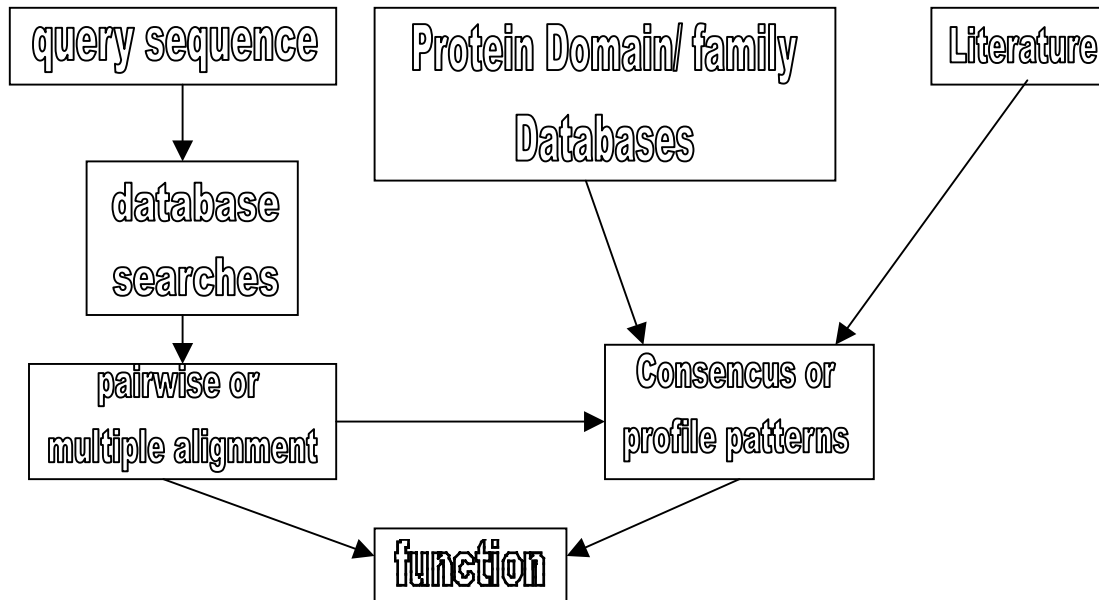 query sequence
Protein Domain/ family
Databases
Literature
database
searches
pairwise or
multiple alignment
Consencus or
profile patterns
function